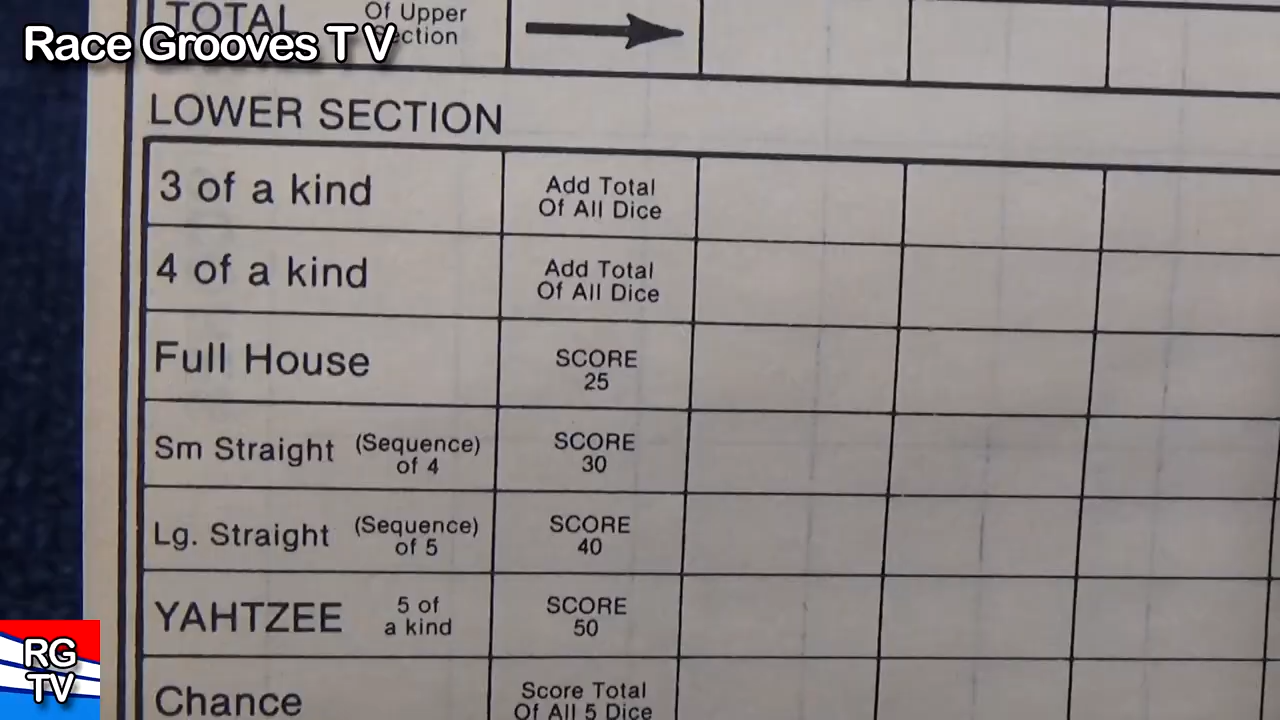 TOTAL Of Upper
Section
Race Grooves T V
LOWER SECTION
3 of a kind Add Total
Of All Dice
4 of a kind Add Total
Of All Dice
Full House SCORE
25
Sm Straight (Sequence)
of 4 SCORE
30
Lg. Straight (Sequence)
of 5 SCORE
40
YAHTZEE 5 of
a kind SCORE
50
Chance Score Total
Of All 5 Dice
RG
TV